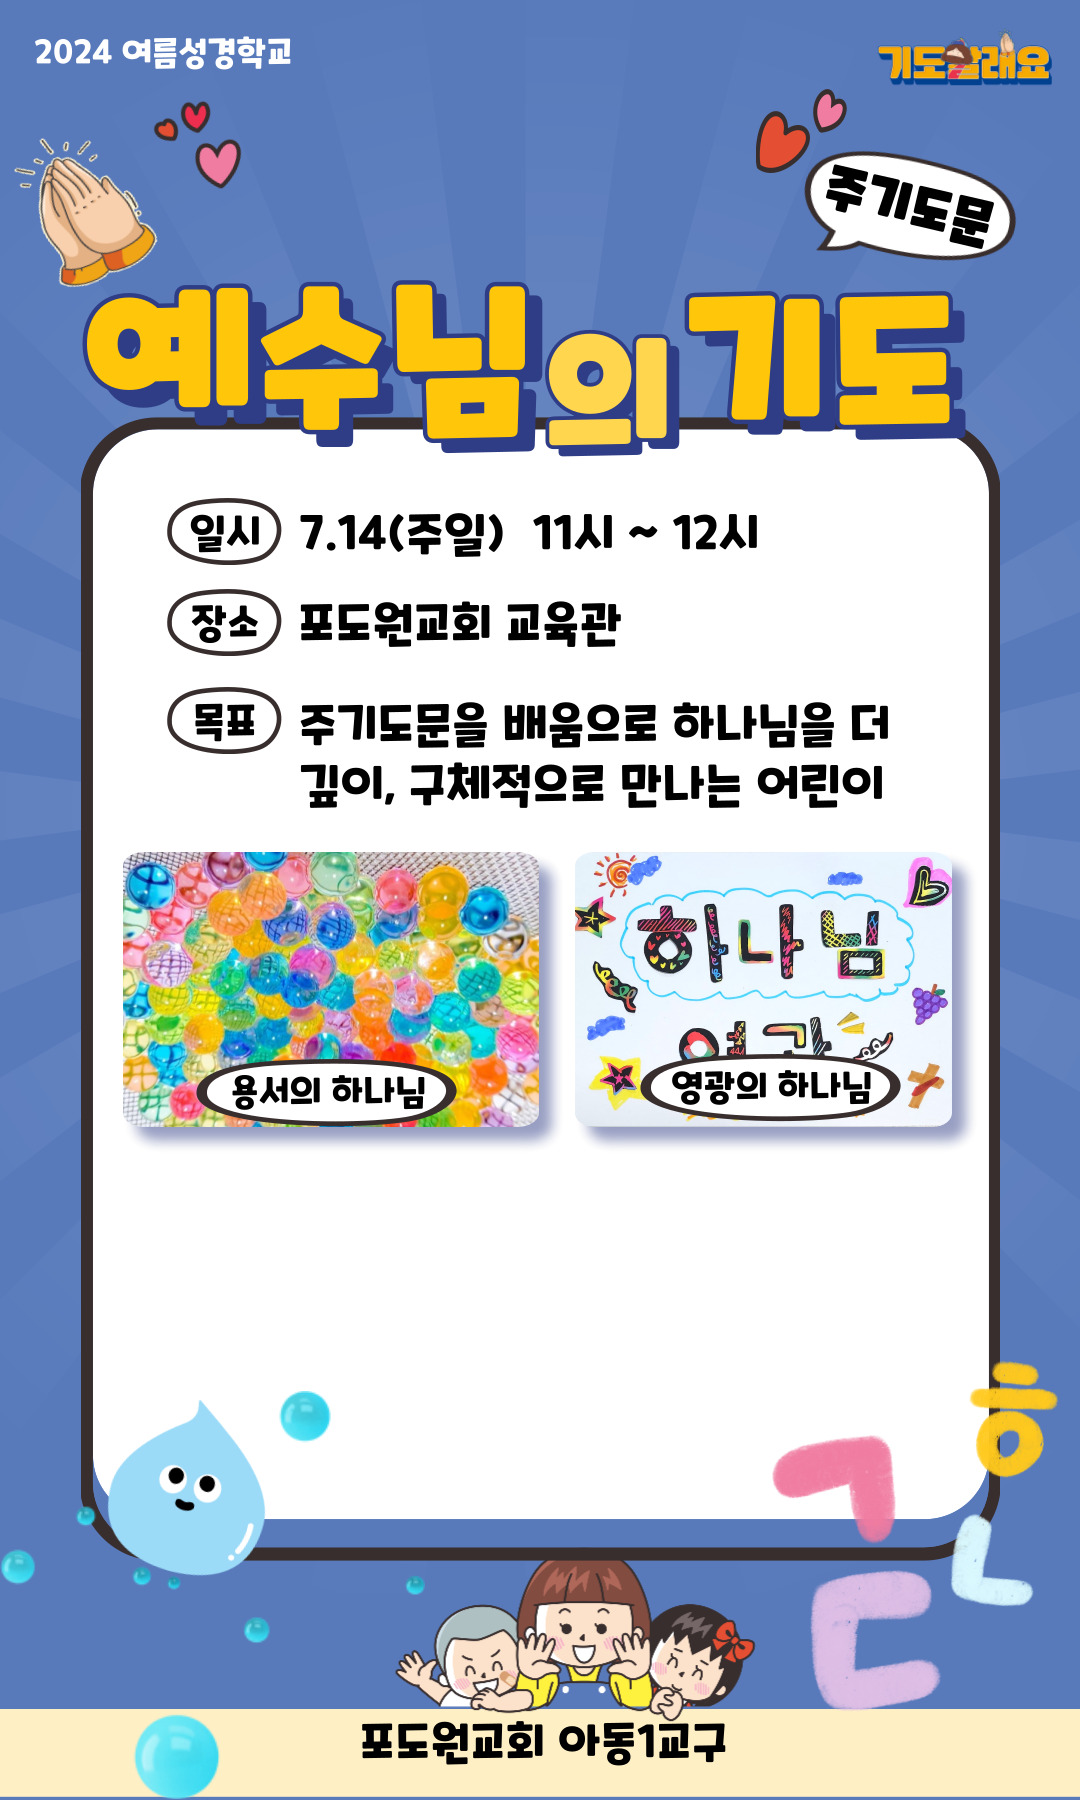 2024 여름성경학교
기도할래요
주기도문
예수님의 기도
일시 7.14(주일) 11시 ~ 12시
장소 포도원교회 교육관
목표 주기도문을 배움으로 하나님을 더
깊이, 구체적으로 만나는 어린이
하나님
영광
용서의 하나님
영광의 하나님
ㅎ
ㄱ
ㄴ
ㄷ
포도원교회 아동1교구